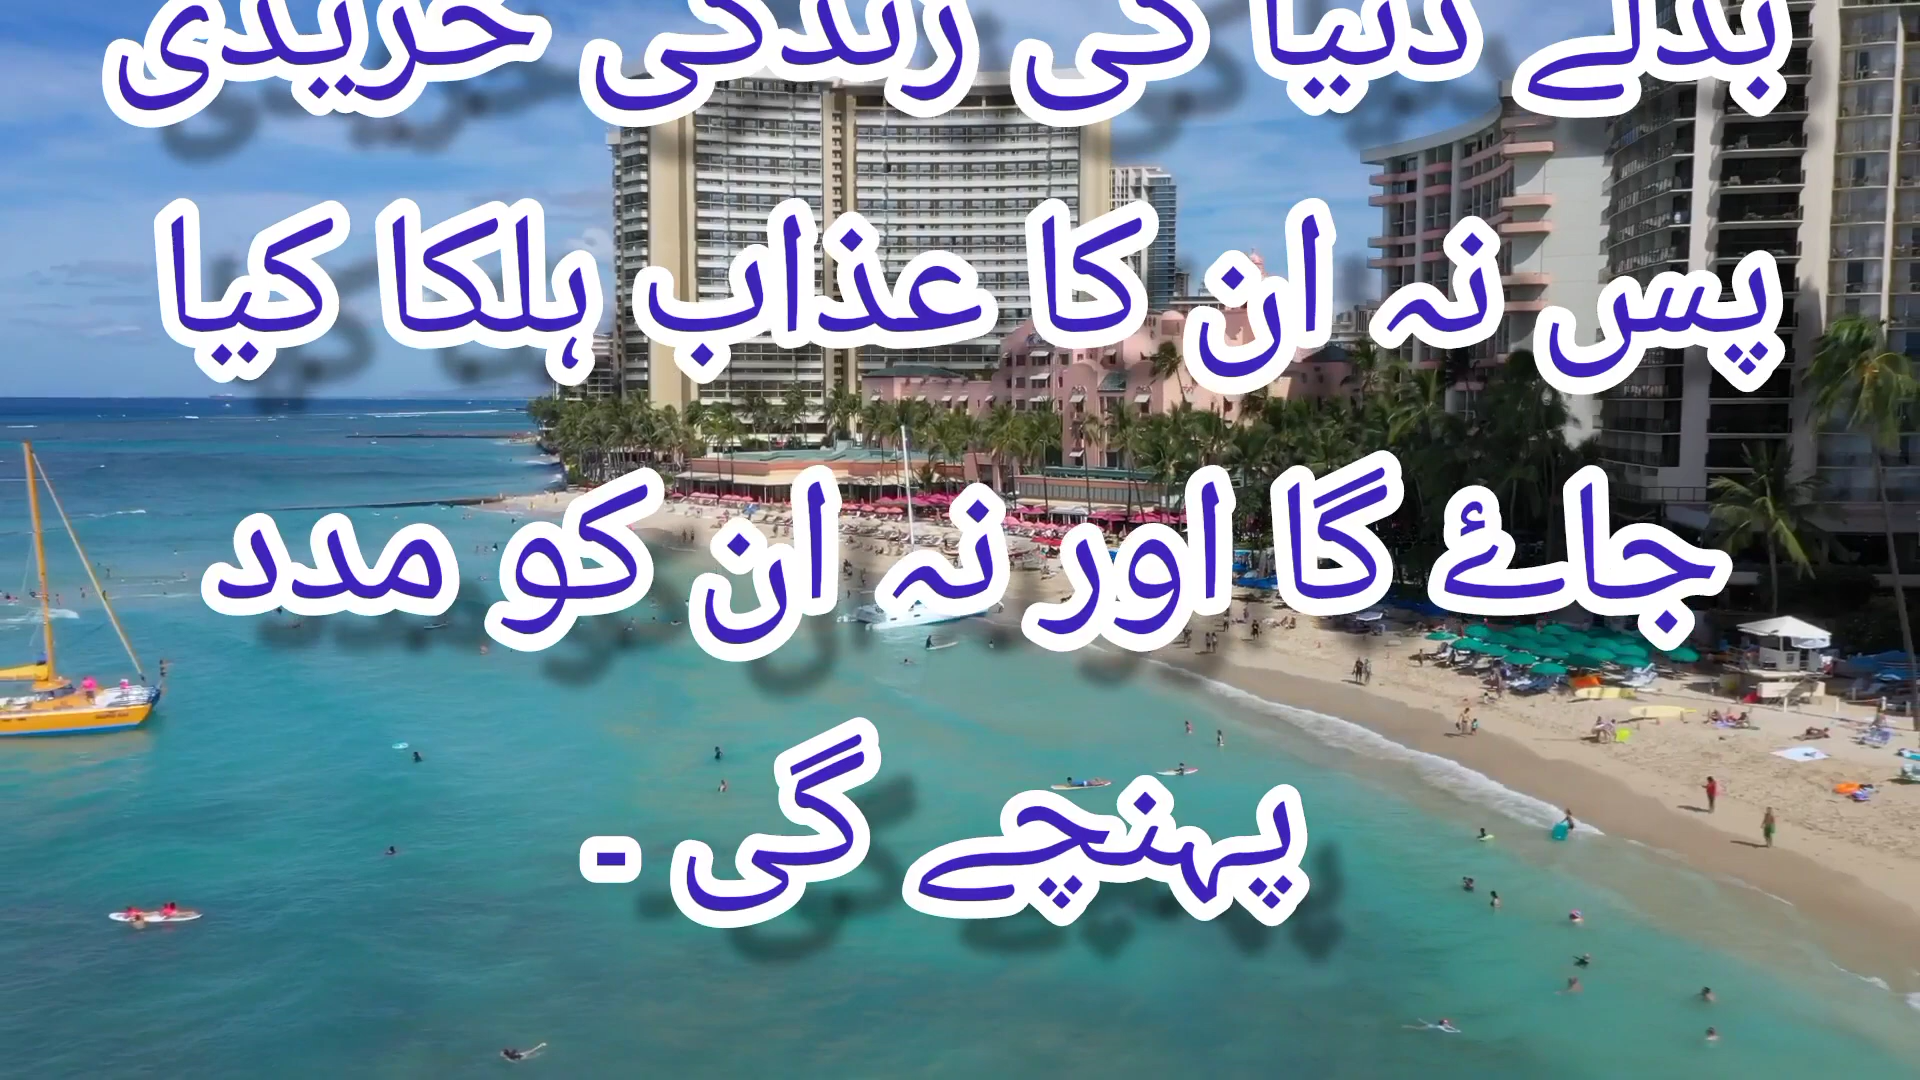 بدلے دنیا کی زندگی خریدی
پس نہ ان کا عذاب ہلکا کیا
جاۓ گا اور نہ ان کو مدد
پہنچے گی -